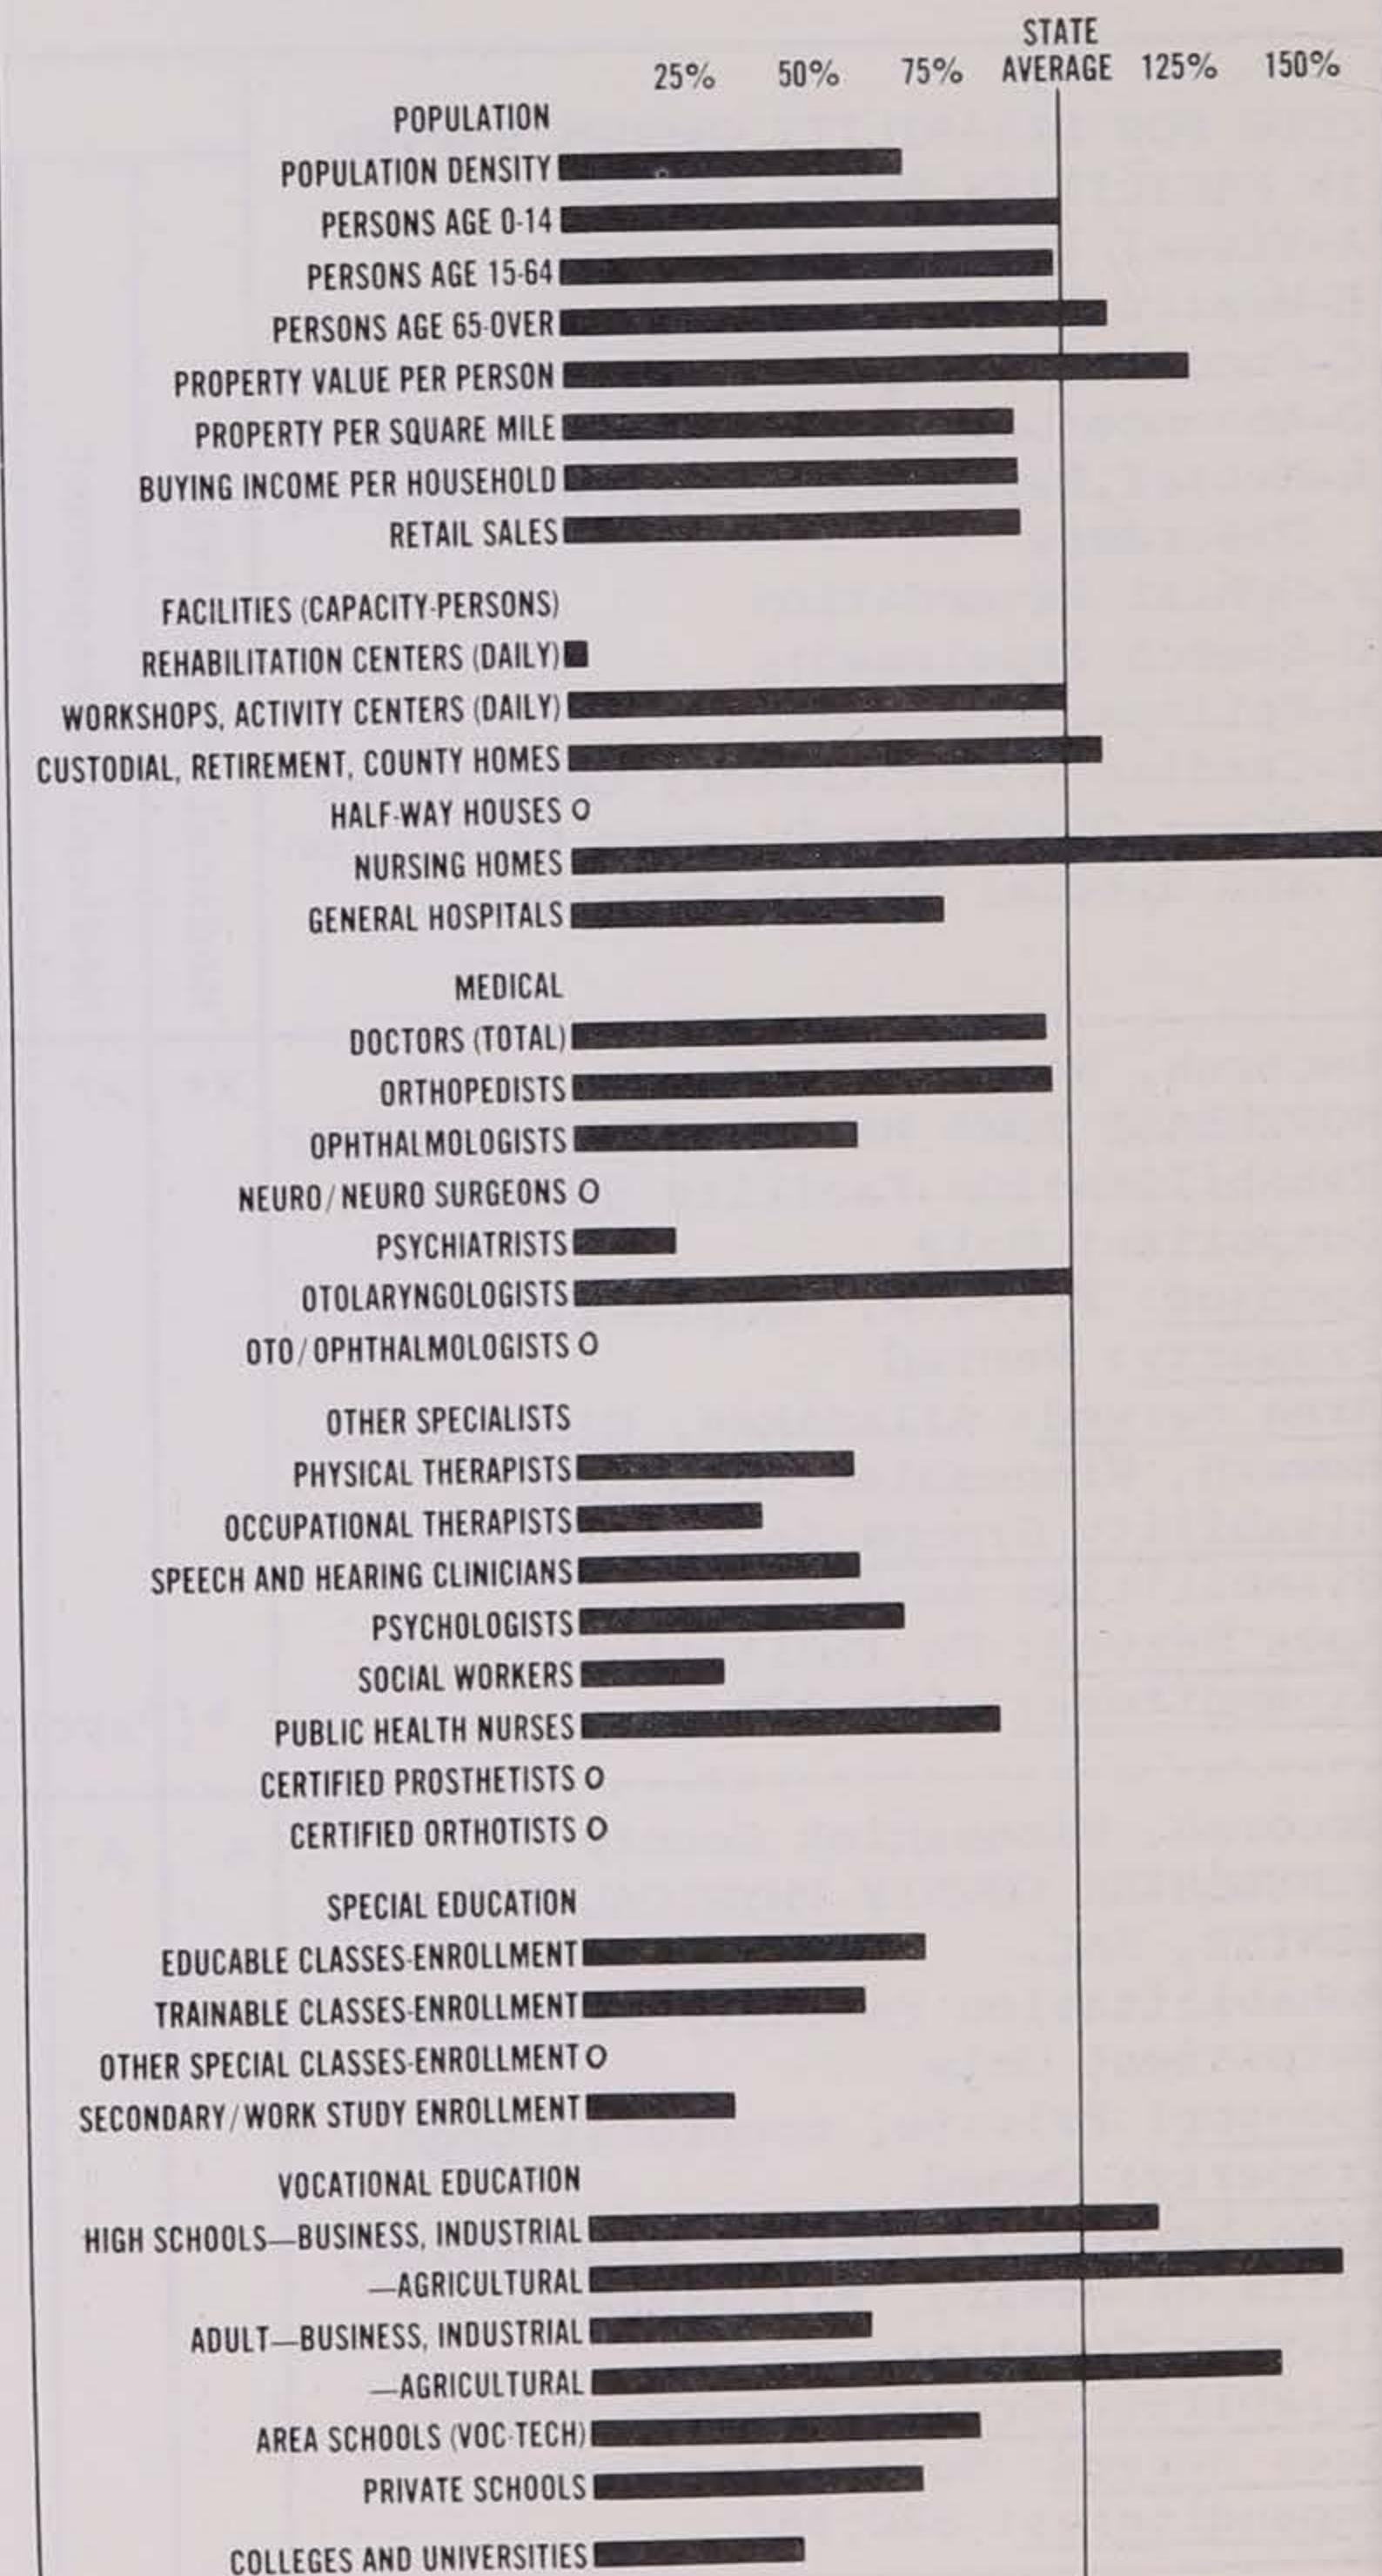 STATE
25% 50% 75% AVERAGE 125% 150%
POPULATION
POPULATION DENSITY
PERSONS AGE 0-14
PERSONS AGE 15-64
PERSONS AGE 65-OVER
PROPERTY VALUE PER PERSON
PROPERTY PER SQUARE MILE
BUYING INCOME PER HOUSEHOLD
RETAIL SALES
FACILITIES (CAPACITY-PERSONS)
REHABILITATION CENTERS (DAILY)
WORKSHOPS, ACTIVITY CENTERS (DAILY)
CUSTODIAL, RETIREMENT, COUNTY HOMES
HALF-WAY HOUSES O
NURSING HOMES
GENERAL HOSPITALS
MEDICAL
DOCTORS (TOTAL)
ORTHOPEDISTS
OPHTHALMOLOGISTS
NEURO/NEURO SURGEONS O
PSYCHIATRISTS
OTOLARYNGOLOGISTS
OTO/OPHTHALMOLOGISTS O
OTHER SPECIALISTS
PHYSICAL THERAPISTS
OCCUPATIONAL THERAPISTS
SPEECH AND HEARING CLINICIANS
PSYCHOLOGISTS
SOCIAL WORKERS
PUBLIC HEALTH NURSES
CERTIFIED PROSTHETISTS O
CERTIFIED ORTHOTISTS O
SPECIAL EDUCATION
EDUCABLE CLASSES-ENROLLMENT
TRAINABLE CLASSES-ENROLLMENT
OTHER SPECIAL CLASSES-ENROLLMENT O
SECONDARY/WORK STUDY ENROLLMENT
VOCATIONAL EDUCATION
HIGH SCHOOLS—BUSINESS, INDUSTRIAL
—AGRICULTURAL
ADULT—BUSINESS, INDUSTRIAL
—AGRICULTURAL
AREA SCHOOLS (VOC-TECH)
PRIVATE SCHOOLS
COLLEGES AND UNIVERSITIES